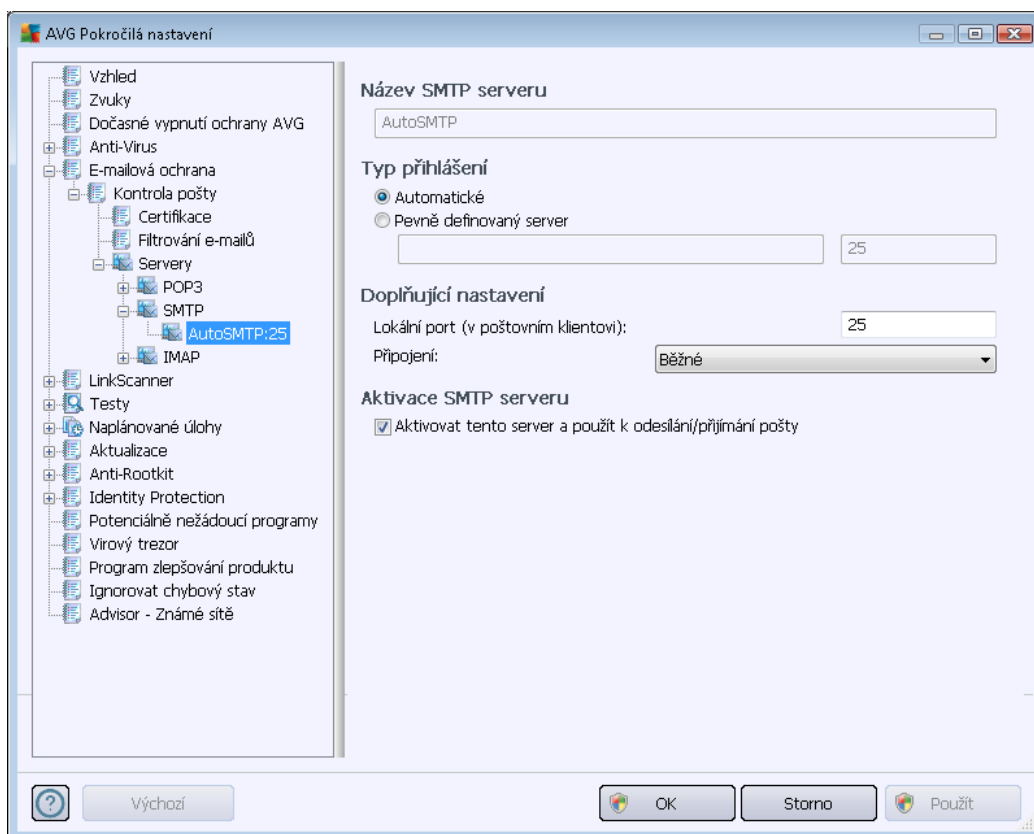 AVG Pokročilá nastavení
Vzhled
Zvuky
Dočasné vypnutí ochrany AVG
Anti-Virus
E-mailová ochrana
Kontrola pošty
Certifikace
Filtrování e-mailů
Servery
POP3
SMTP
AutoSMTP:25
IMAP
LinkScanner
Testy
Naplánované úlohy
Aktualizace
Anti-Rootkit
Identity Protection
Potenciálně nežádoucí programy
Virový trezor
Program zlepšování produktu
Ignorovat chybový stav
Advisor - Známé sítě
Název SMTP serveru
AutoSMTP
Typ přihlášení
Automatické
Pevně definovaný server
25
Doplňující nastavení
Lokální port (v poštovním klientovi): 25
Připojení: Běžné
Aktivace SMTP serveru
Aktivovat tento server a použít k odesílání/přijímání pošty
? Výchozí OK Storno Použít